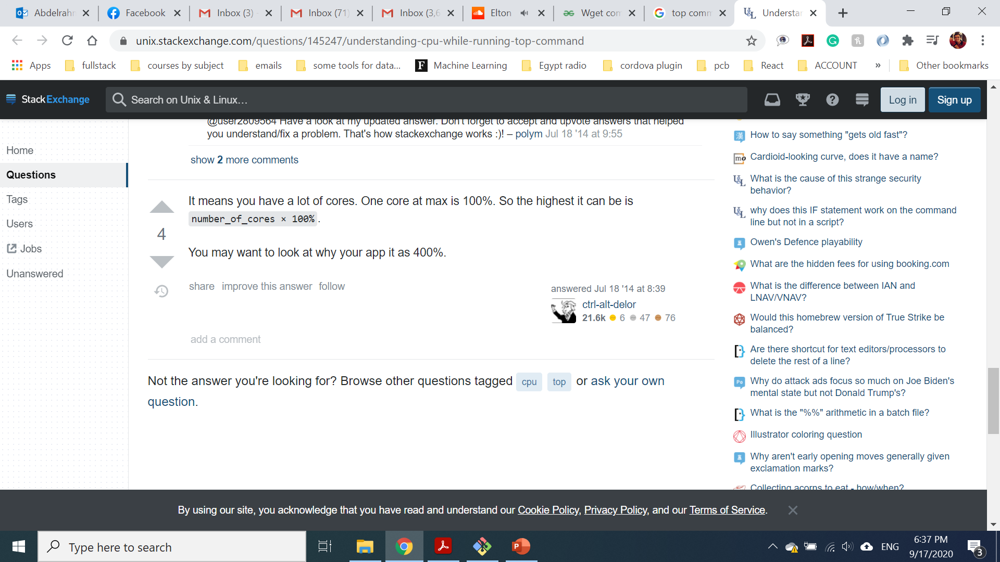 Abdelrahm
Facebook
Inbox (3)
Inbox (71)
Inbox (3,6
Elton
Wget com
top comm
Understan
unix.stackexchange.com/questions/145247/understanding-cpu-while-running-top-command
Apps
fullstack
courses by subject
emails
some tools for data...
Machine Learning
Egypt radio
cordova plugin
pcb
React
ACCOUNT
»
Other bookmarks
StackExchange
Search on Unix & Linux...
Log in
Sign up
Home
Questions
Tags
Users
Jobs
Unanswered
@user2809564 Have a look at my updated answer. Don't forget to accept and upvote answers that helped
you understand/fix a problem. That's how stackexchange works :)! – polym Jul 18 '14 at 9:55
show 2 more comments
4
It means you have a lot of cores. One core at max is 100%. So the highest it can be is
number_of_cores × 100%.
You may want to look at why your app it as 400%.
share improve this answer follow
answered Jul 18 '14 at 8:39
ctrl-alt-delor
21.6k 6 47 76
add a comment
Not the answer you're looking for? Browse other questions tagged cpu top or ask your own
question.
How to say something "gets old fast"?
Cardioid-looking curve, does it have a name?
What is the cause of this strange security
behavior?
why does this IF statement work on the command
line but not in a script?
Owen's Defence playability
What are the hidden fees for using booking.com
What is the difference between IAN and
LNAV/VNAV?
Would this homebrew version of True Strike be
balanced?
Are there shortcut for text editors/processors to
delete the rest of a line?
Why do attack ads focus so much on Joe Biden's
mental state but not Donald Trump's?
What is the "%%" arithmetic in a batch file?
Illustrator coloring question
Why aren't early opening moves generally given
exclamation marks?
Collecting acorns to eat - how/when?
By using our site, you acknowledge that you have read and understand our Cookie Policy, Privacy Policy, and our Terms of Service.
Type here to search
ENG
6:37 PM
9/17/2020
3